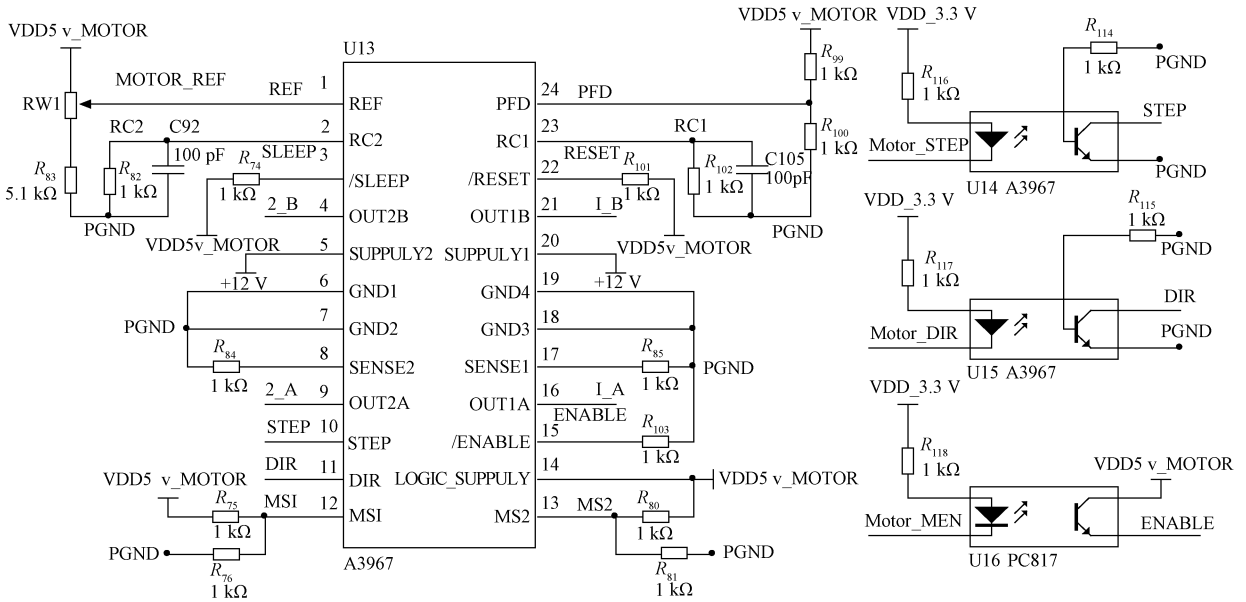 VDD5 v_MOTOR
RW1
MOTOR_REF
REF
1
RC2
C92
100 pF
2
SLEEP
3
R83
5.1 kΩ
R82
1 kΩ
R74
1 kΩ
PGND
VDD5v_MOTOR
2_B
4
5
+12 V
6
PGND
7
R84
1 kΩ
8
2_A
9
STEP
10
DIR
11
VDD5 v_MOTOR
R75
1 kΩ
MSI
12
PGND
R76
1 kΩ
U13
REF
RC2
/SLEEP
OUT2B
SUPPULY2
GND1
GND2
SENSE2
OUT2A
STEP
DIR
MSI
PFD
RC1
/RESET
OUT1B
SUPPULY1
GND4
GND3
SENSE1
OUT1A
/ENABLE
LOGIC_SUPPULY
MS2
A3967
VDD5 v_MOTOR
R99
1 kΩ
24
PFD
23
RC1
R100
1 kΩ
RESET
22
R101
1 kΩ
R102
1 kΩ
C105
100pF
21
I_B
PGND
VDD5v_MOTOR
20
+12 V
19
18
17
R85
1 kΩ
PGND
16
I_A
ENABLE
15
R103
1 kΩ
14
VDD5 v_MOTOR
13
MS2
R80
1 kΩ
PGND
R81
1 kΩ
VDD_3.3 V
R116
1 kΩ
R114
1 kΩ
PGND
Motor_STEP
STEP
PGND
U14 A3967
VDD_3.3 V
R117
1 kΩ
R115
1 kΩ
PGND
Motor_DIR
DIR
PGND
U15 A3967
VDD_3.3 V
R118
1 kΩ
VDD5 v_MOTOR
Motor_MEN
ENABLE
U16 PC817